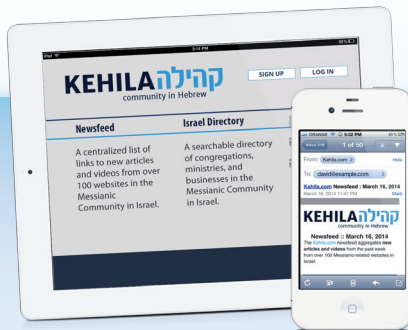 iPad
3:14 PM
KEHILA קהילה
community in Hebrew
SIGN UP
LOG IN
Newsfeed
A centralized list of
links to new articles
and videos from over
100 websites in the
Messianic
Community in Israel.
Israel Directory
A searchable directory
of congregations,
ministries, and
businesses in the
Messianic Community
in Israel.
ORANGE
5:32 PM
1 of 50
From: Kehila.com
Hide
To: david@example.com
Kehila.com Newsfeed : March 16, 2014
March 16, 2014 11:47 PM
Mark
KEHILA קהילה
community in Hebrew
Newsfeed :: March 16, 2014
The Kehila.com newsfeed aggregates new
articles and videos from the past week
from over 100 Messianic-related websites in
Israel.